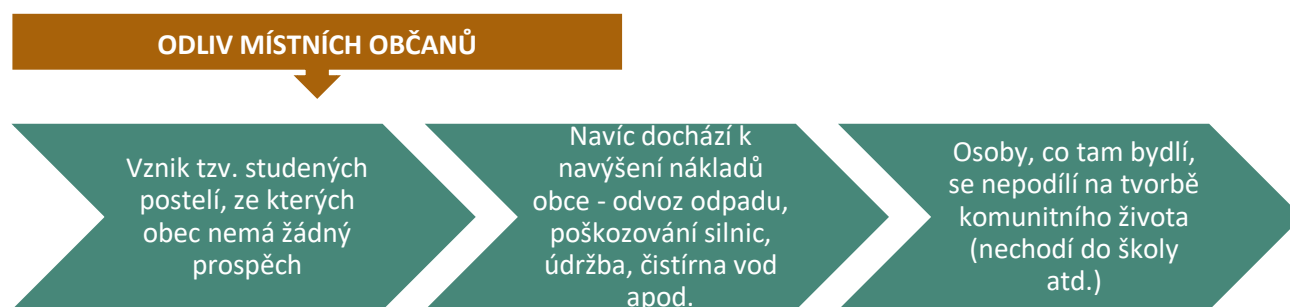 ODLIV MÍSTNÍCH OBČANŮ
Vznik tzv. studených
postelí, ze kterých
obec nemá žádný
prospěch
Navíc dochází k
navýšení nákladů
obce - odvoz odpadu,
poškozování silnic,
údržba, čistírna vod
apod.
Osoby, co tam bydlí,
se nepodílí na tvorbě
komunitního života
(nechodí do školy
atd.)